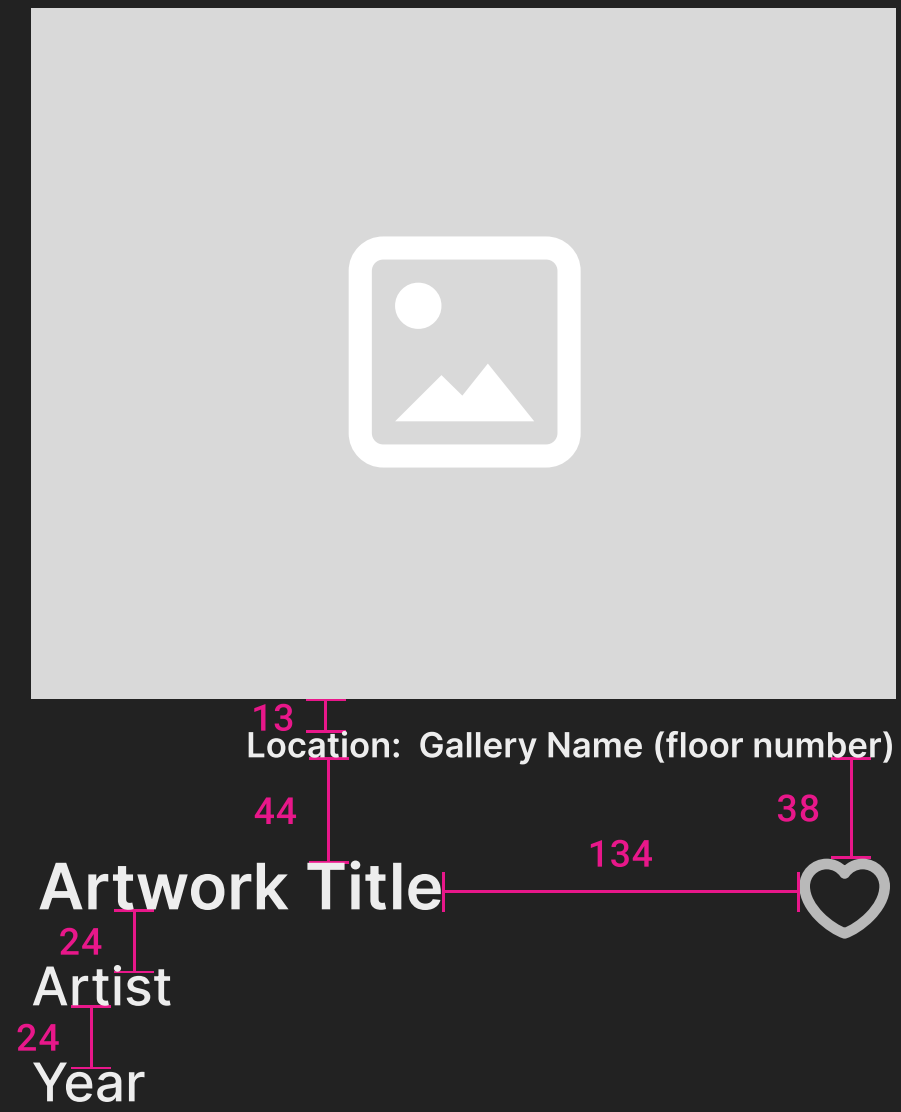 13
Location:  Gallery Name (floor number)
44
38
134
Artwork Title
24
Artist
24
Year